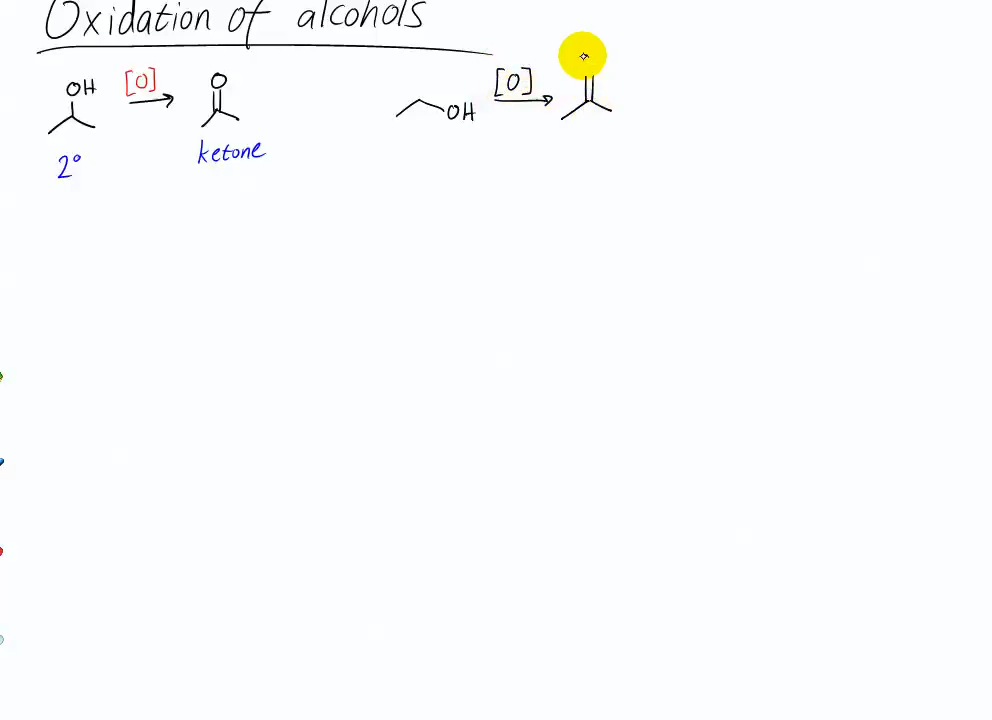 Oxidation of alcohols
OH [O] O
[O]
OH
2° ketone